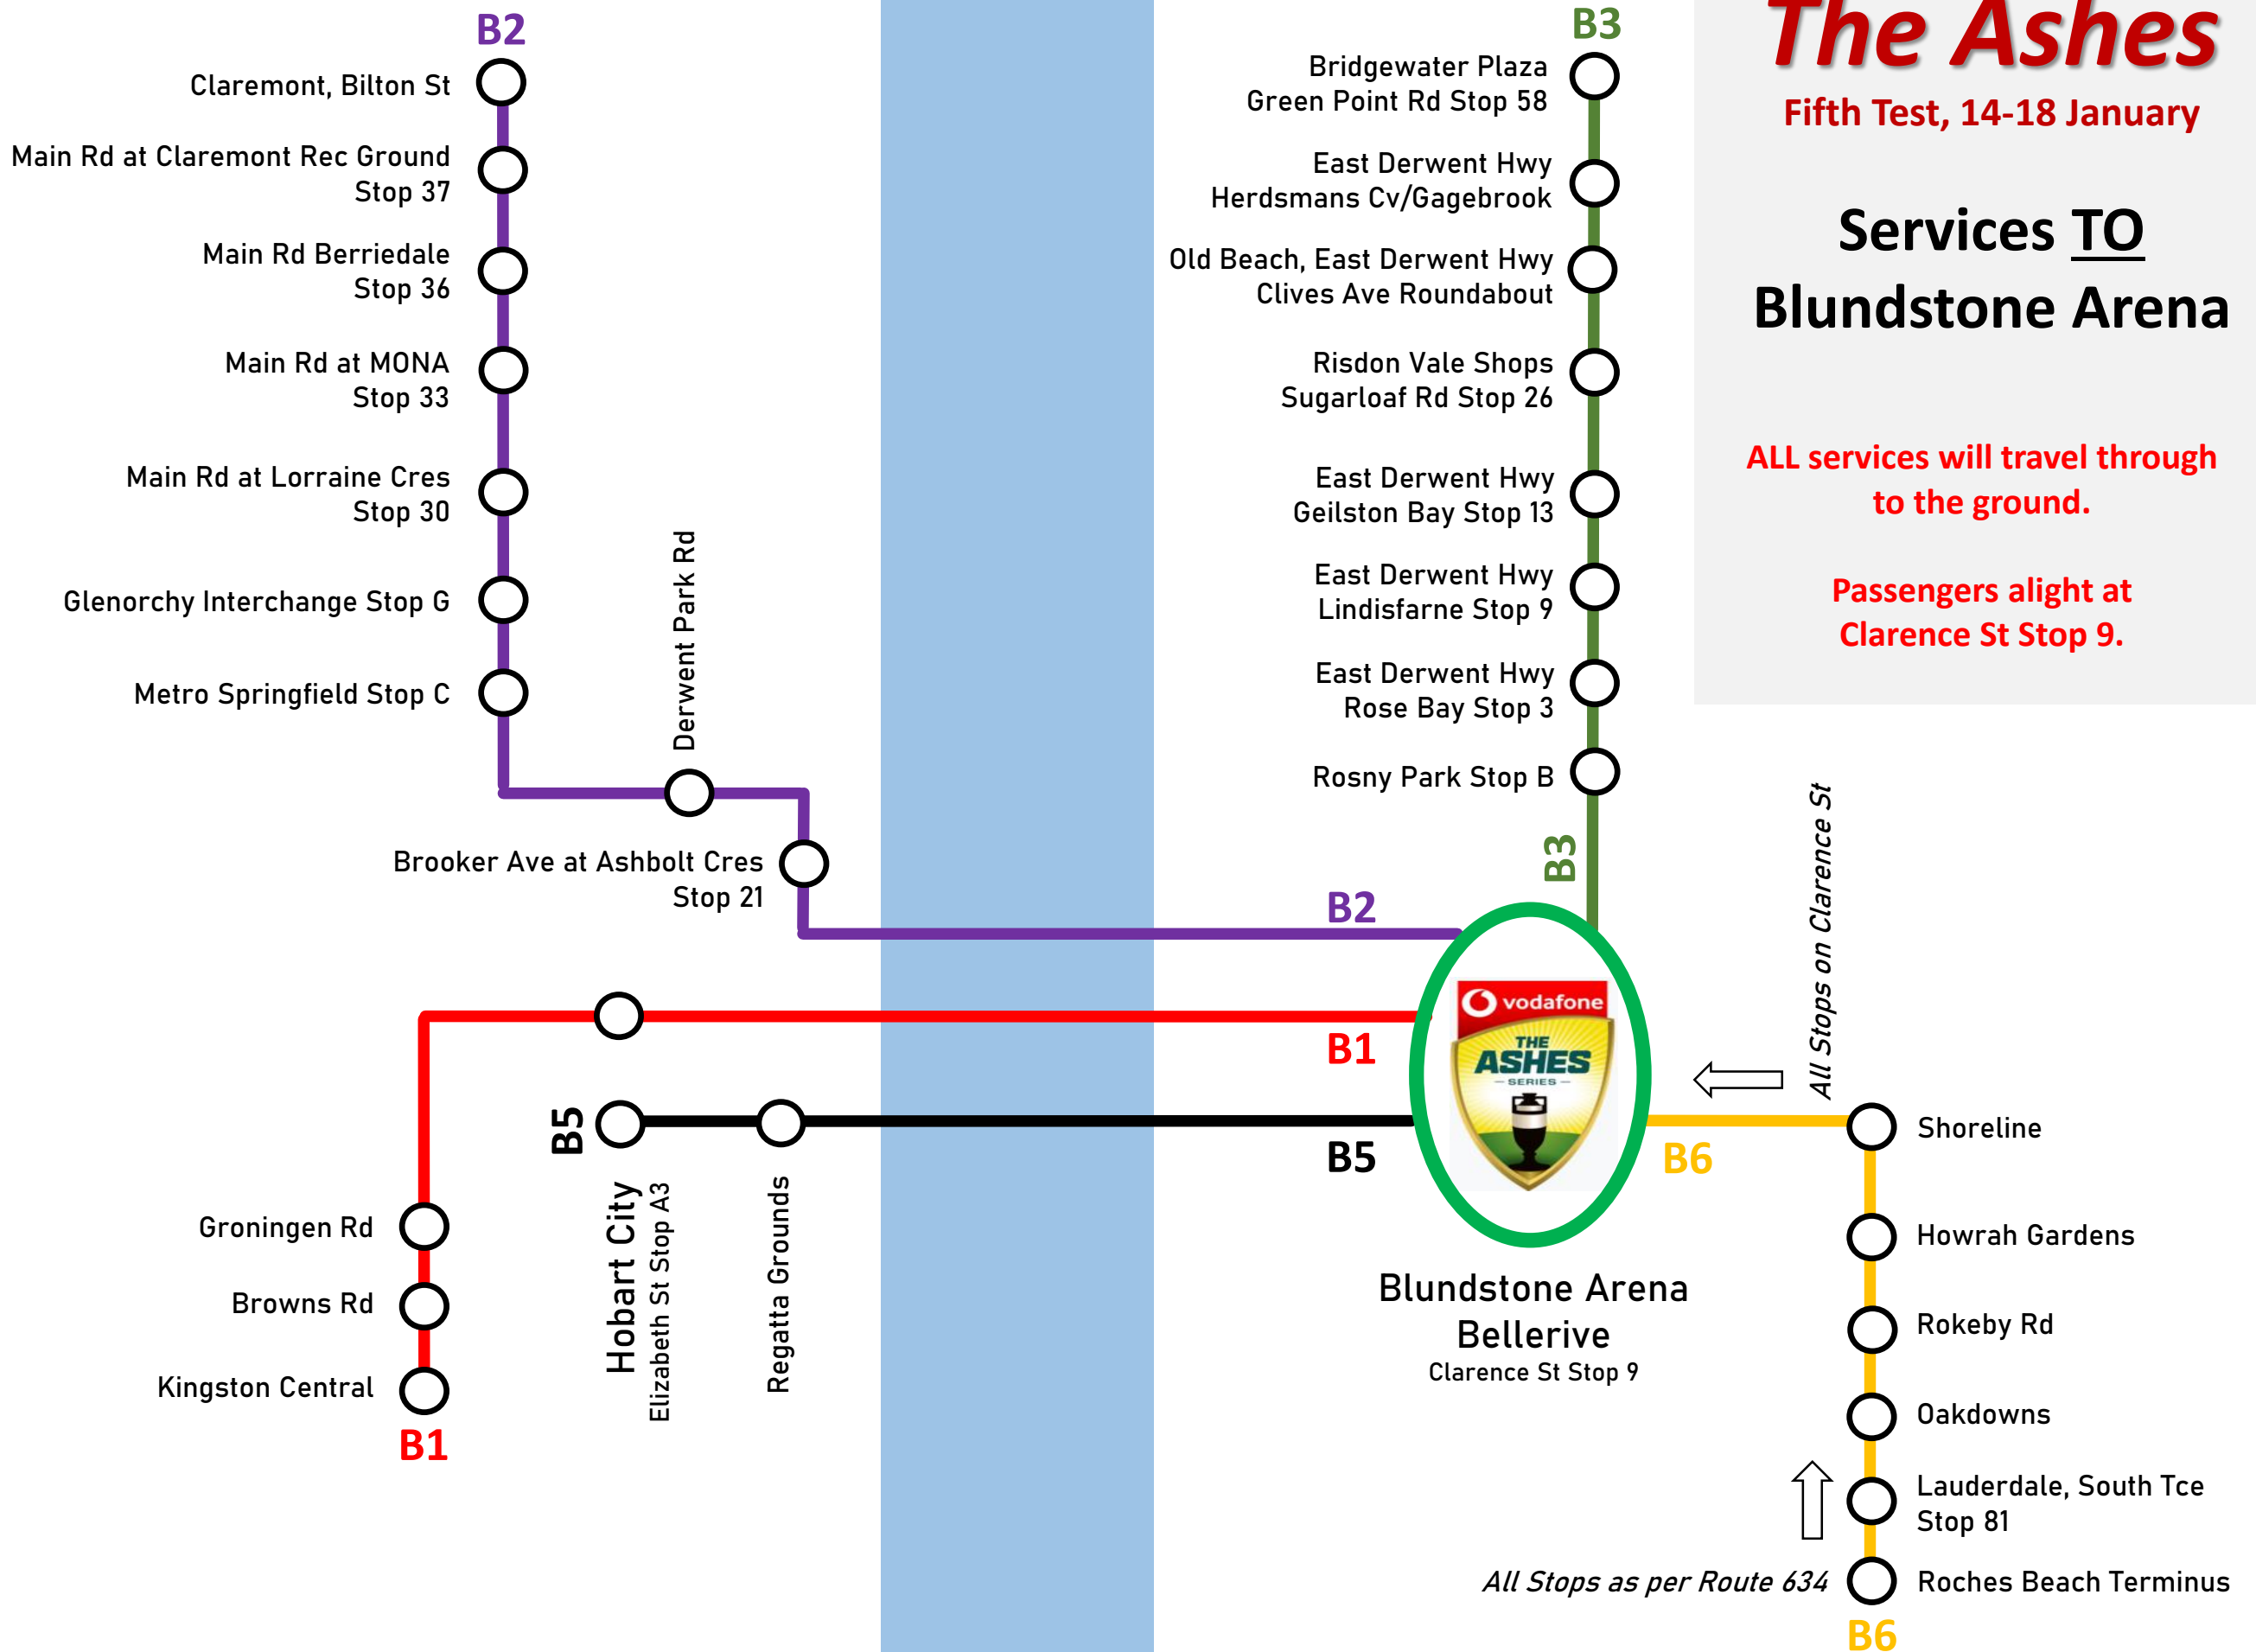 B2
Claremont, Bilton St
Main Rd at Claremont Rec Ground
Stop 37
Main Rd Berriedale
Stop 36
Main Rd at MONA
Stop 33
Main Rd at Lorraine Cres
Stop 30
Glenorchy Interchange Stop G
Metro Springfield Stop C
Derwent Park Rd
Brooker Ave at Ashbolt Cres
Stop 21
B2
B3
Bridgewater Plaza
Green Point Rd Stop 58
East Derwent Hwy
Herdsmans Cv/Gagebrook
Old Beach, East Derwent Hwy
Clives Ave Roundabout
Risdon Vale Shops
Sugarloaf Rd Stop 26
East Derwent Hwy
Geilston Bay Stop 13
East Derwent Hwy
Lindisfarne Stop 9
East Derwent Hwy
Rose Bay Stop 3
Rosny Park Stop B
B3
The Ashes
Fifth Test, 14-18 January
Services TO
Blundstone Arena
ALL services will travel through
to the ground.
Passengers alight at
Clarence St Stop 9.
B1
B5
Hobart City
Elizabeth St Stop A3
Regatta Grounds
B5
Groningen Rd
Browns Rd
Kingston Central
B1
vodafone
THE
ASHES
SERIES
Blundstone Arena
Bellerive
Clarence St Stop 9
All Stops on Clarence St
B6
Shoreline
Howrah Gardens
Rokeby Rd
Oakdowns
Lauderdale, South Tce
Stop 81
All Stops as per Route 634
Roches Beach Terminus
B6